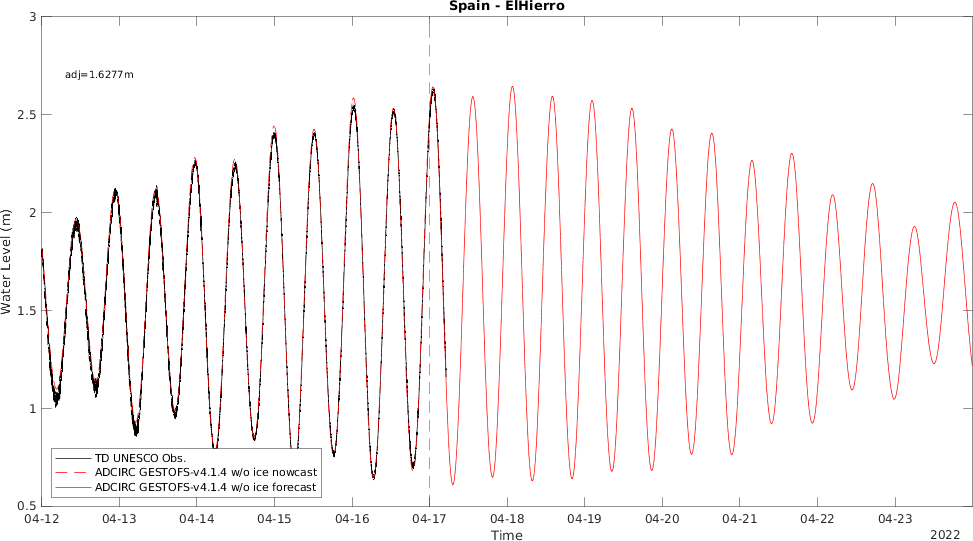 Spain - ElHierro
3
adj=1.6277m
2.5
2
Water Level (m)
1.5
1
TD UNESCO Obs.
ADCIRC GESTOFS-v4.1.4 w/o ice nowcast
ADCIRC GESTOFS-v4.1.4 w/o ice forecast
0.5
04-12 04-13 04-14 04-15 04-16 04-17 04-18 04-19 04-20 04-21 04-22 04-23
Time
2022